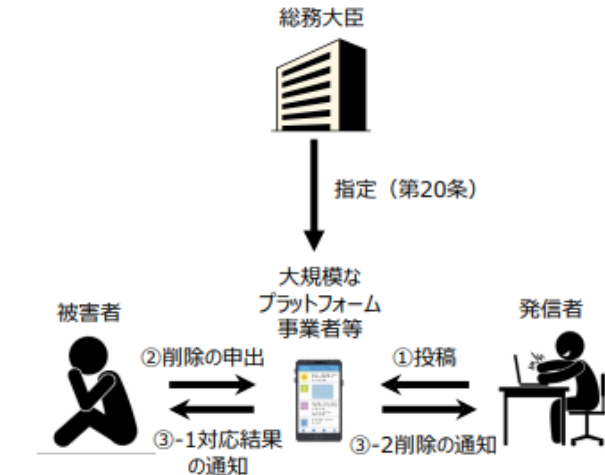 総務大臣
指定（第20条）
大規模な
プラットフォーム
事業者等
被害者
発信者
②削除の申出
①投稿
③-1対応結果
の通知
③-2削除の通知